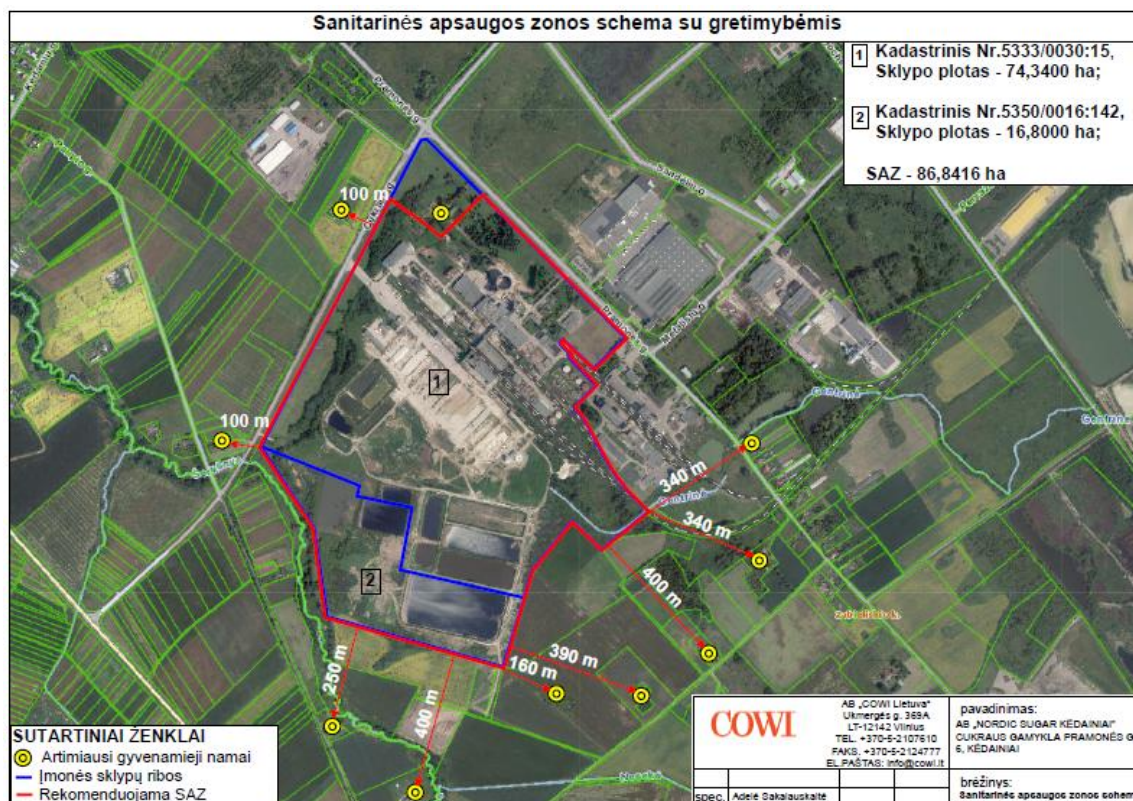 Sanitarinės apsaugos zonos schema su gretimybėmis
1 Kadastrinis Nr.5333/0030:15,
Sklypo plotas - 74,3400 ha;
2 Kadastrinis Nr.5350/0016:142,
Sklypo plotas - 16,8000 ha;
SAZ - 86,8416 ha
Pramonės g.
100 m
1
100 m
340 m
340 m
2
400 m
390 m
160 m
250 m
400 m
SUTARTINIAI ŽENKLAI
Artimiausi gyvenamieji namai
Įmonės sklypų ribos
Rekomenduojama SAZ
COWI
AB „COWI Lietuva"
Ukmergės g. 369A
LT-12142 Vilnius
TEL. +370-5-2107610
FAKS. +370-5-2124777
EL.PAŠTAS: info@cowi.lt
pavadinimas:
AB „NORDIC SUGAR KĖDAINIAI"
CUKRAUS GAMYKLA PRAMONĖS G
6, KĖDAINIAI
brėžinys:
Sanitarinės apsaugos zonos schem
spec. Adelė Sakalauskaitė